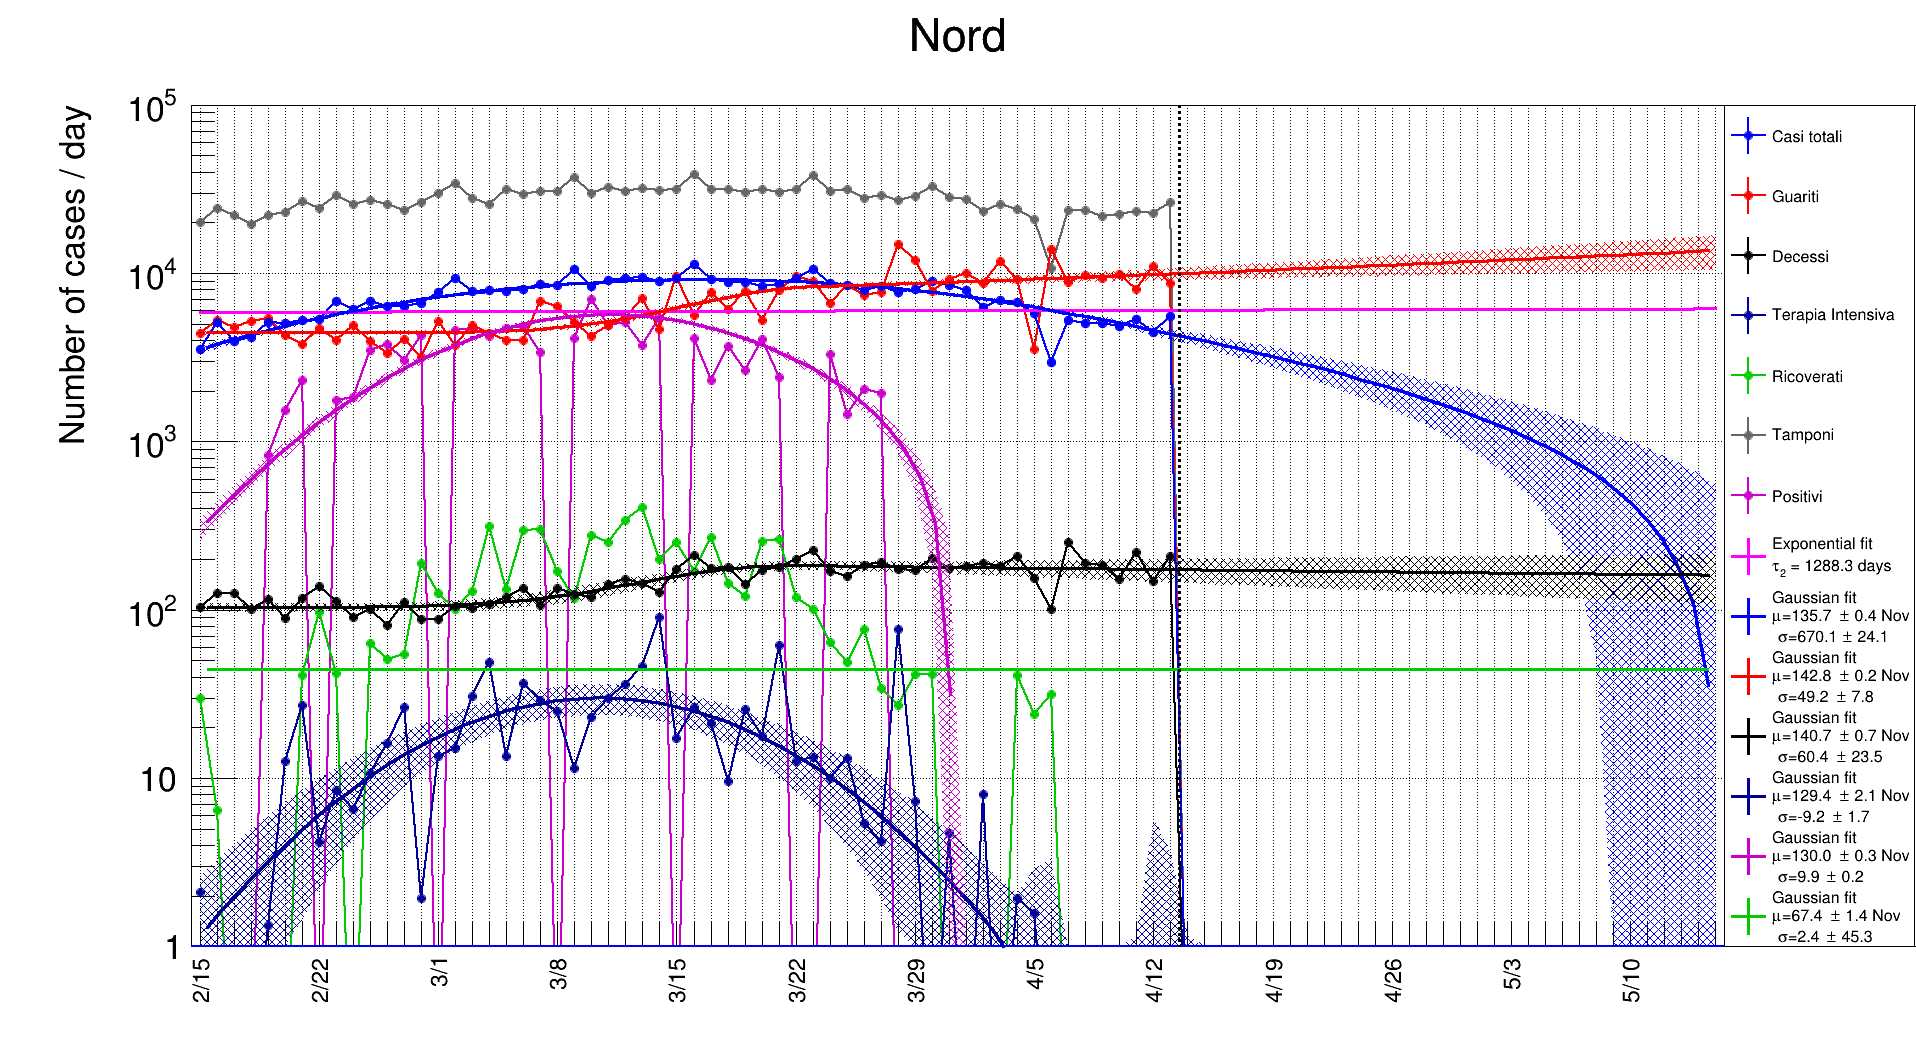 Nord
Number of cases / day
10^5
10^4
10^3
10^2
10
1
2/15
2/22
3/1
3/8
3/15
3/22
3/29
4/5
4/12
4/19
4/26
5/3
5/10
Casi totali
Guariti
Decessi
Terapia Intensiva
Ricoverati
Tamponi
Positivi
Exponential fit
τ2 = 1288.3 days
Gaussian fit
μ=135.7 ± 0.4 Nov
σ=670.1 ± 24.1
Gaussian fit
μ=142.8 ± 0.2 Nov
σ=49.2 ± 7.8
Gaussian fit
μ=140.7 ± 0.7 Nov
σ=60.4 ± 23.5
Gaussian fit
μ=129.4 ± 2.1 Nov
σ=-9.2 ± 1.7
Gaussian fit
μ=130.0 ± 0.3 Nov
σ=9.9 ± 0.2
Gaussian fit
μ=67.4 ± 1.4 Nov
σ=2.4 ± 45.3